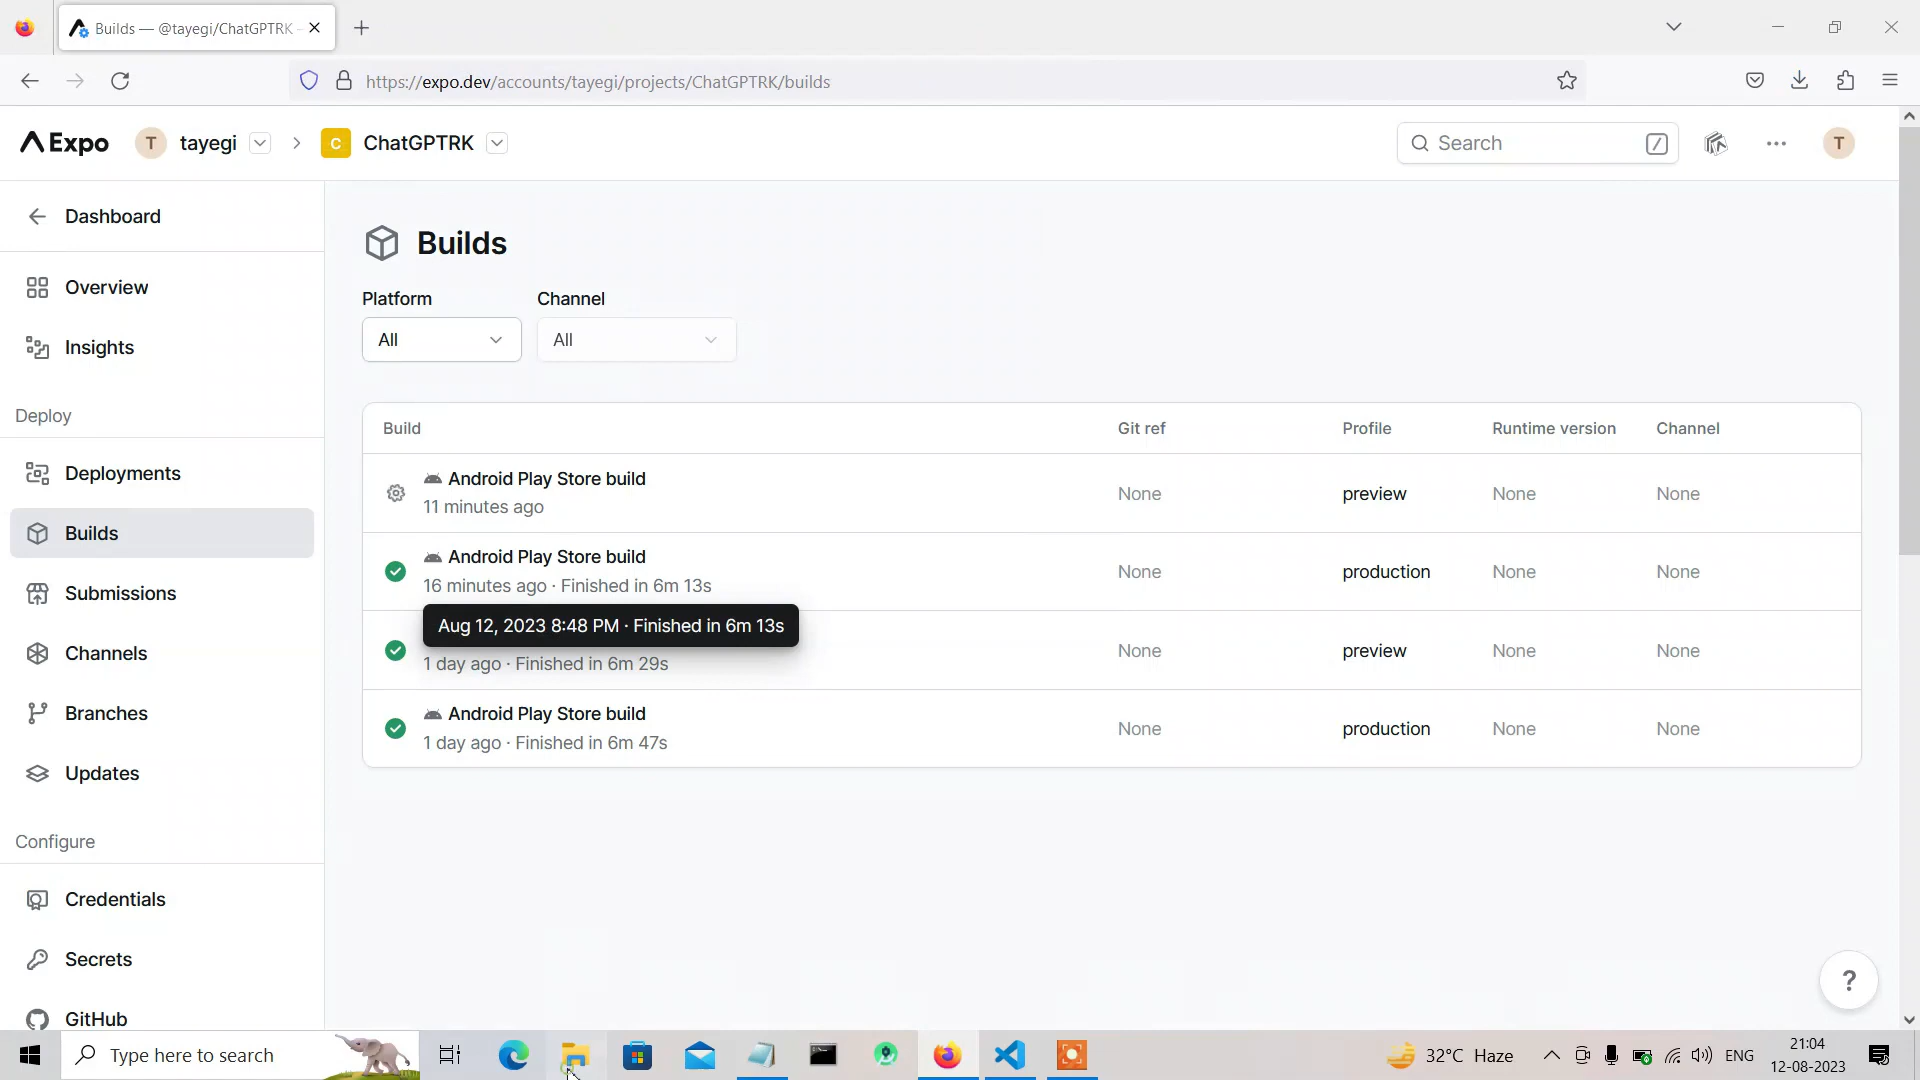 Builds — @tayegi/ChatGPTRK -
https://expo.dev/accounts/tayegi/projects/ChatGPTRK/builds
Expo
T
tayegi
C
ChatGPTRK
Search
/
T
Dashboard
Overview
Insights
Deploy
Deployments
Builds
Submissions
Channels
Branches
Updates
Configure
Credentials
Secrets
GitHub
Builds
Platform
Channel
All
All
Build
Git ref
Profile
Runtime version
Channel
Android Play Store build
11 minutes ago
None
preview
None
None
Android Play Store build
16 minutes ago · Finished in 6m 13s
None
production
None
None
Aug 12, 2023 8:48 PM · Finished in 6m 13s
1 day ago · Finished in 6m 29s
None
preview
None
None
Android Play Store build
1 day ago · Finished in 6m 47s
None
production
None
None
?
Type here to search
32°C Haze
ENG
21:04
12-08-2023